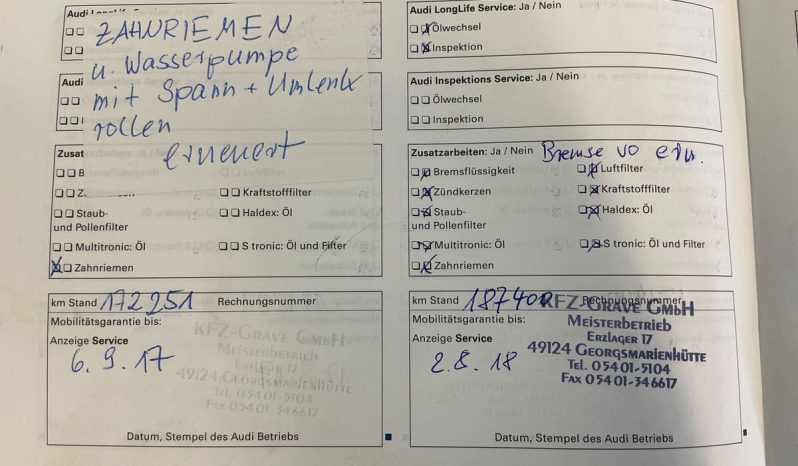 Audi
ZAHNRIEMEN
u. Wasserpumpe
mit Spann + Umlenk
rollen
erneuert
Zusat
Kraftstofffilter
Staub-
und Pollenfilter
Haldex: Öl
Multitronic: Öl
S tronic: Öl und Filter
Zahnriemen
km Stand 172251 Rechnungsnummer
Mobilitätsgarantie bis:
Anzeige Service
6. 9. 17
KFZ-Grave GmbH
Meisterbetrieb
Erzlager 17
49124 Georgsmarienhütte
Tel. 05401-5104
Fax 05401-346617
Datum, Stempel des Audi Betriebs
Audi LongLife Service: Ja / Nein
Ölwechsel
Inspektion
Audi Inspektions Service: Ja / Nein
Ölwechsel
Inspektion
Zusatzarbeiten: Ja / Nein Bremse vo ern.
Bremsflüssigkeit Luftfilter
Zündkerzen Kraftstofffilter
Staub-
und Pollenfilter
Haldex: Öl
Multitronic: Öl S tronic: Öl und Filter
Zahnriemen
km Stand 187400 Rechnungsnummer
Mobilitätsgarantie bis:
Anzeige Service
2. 8. 18
KFZ-Grave GmbH
Meisterbetrieb
Erzlager 17
49124 Georgsmarienhütte
Tel. 05401-5104
Fax 05401-346617
Datum, Stempel des Audi Betriebs